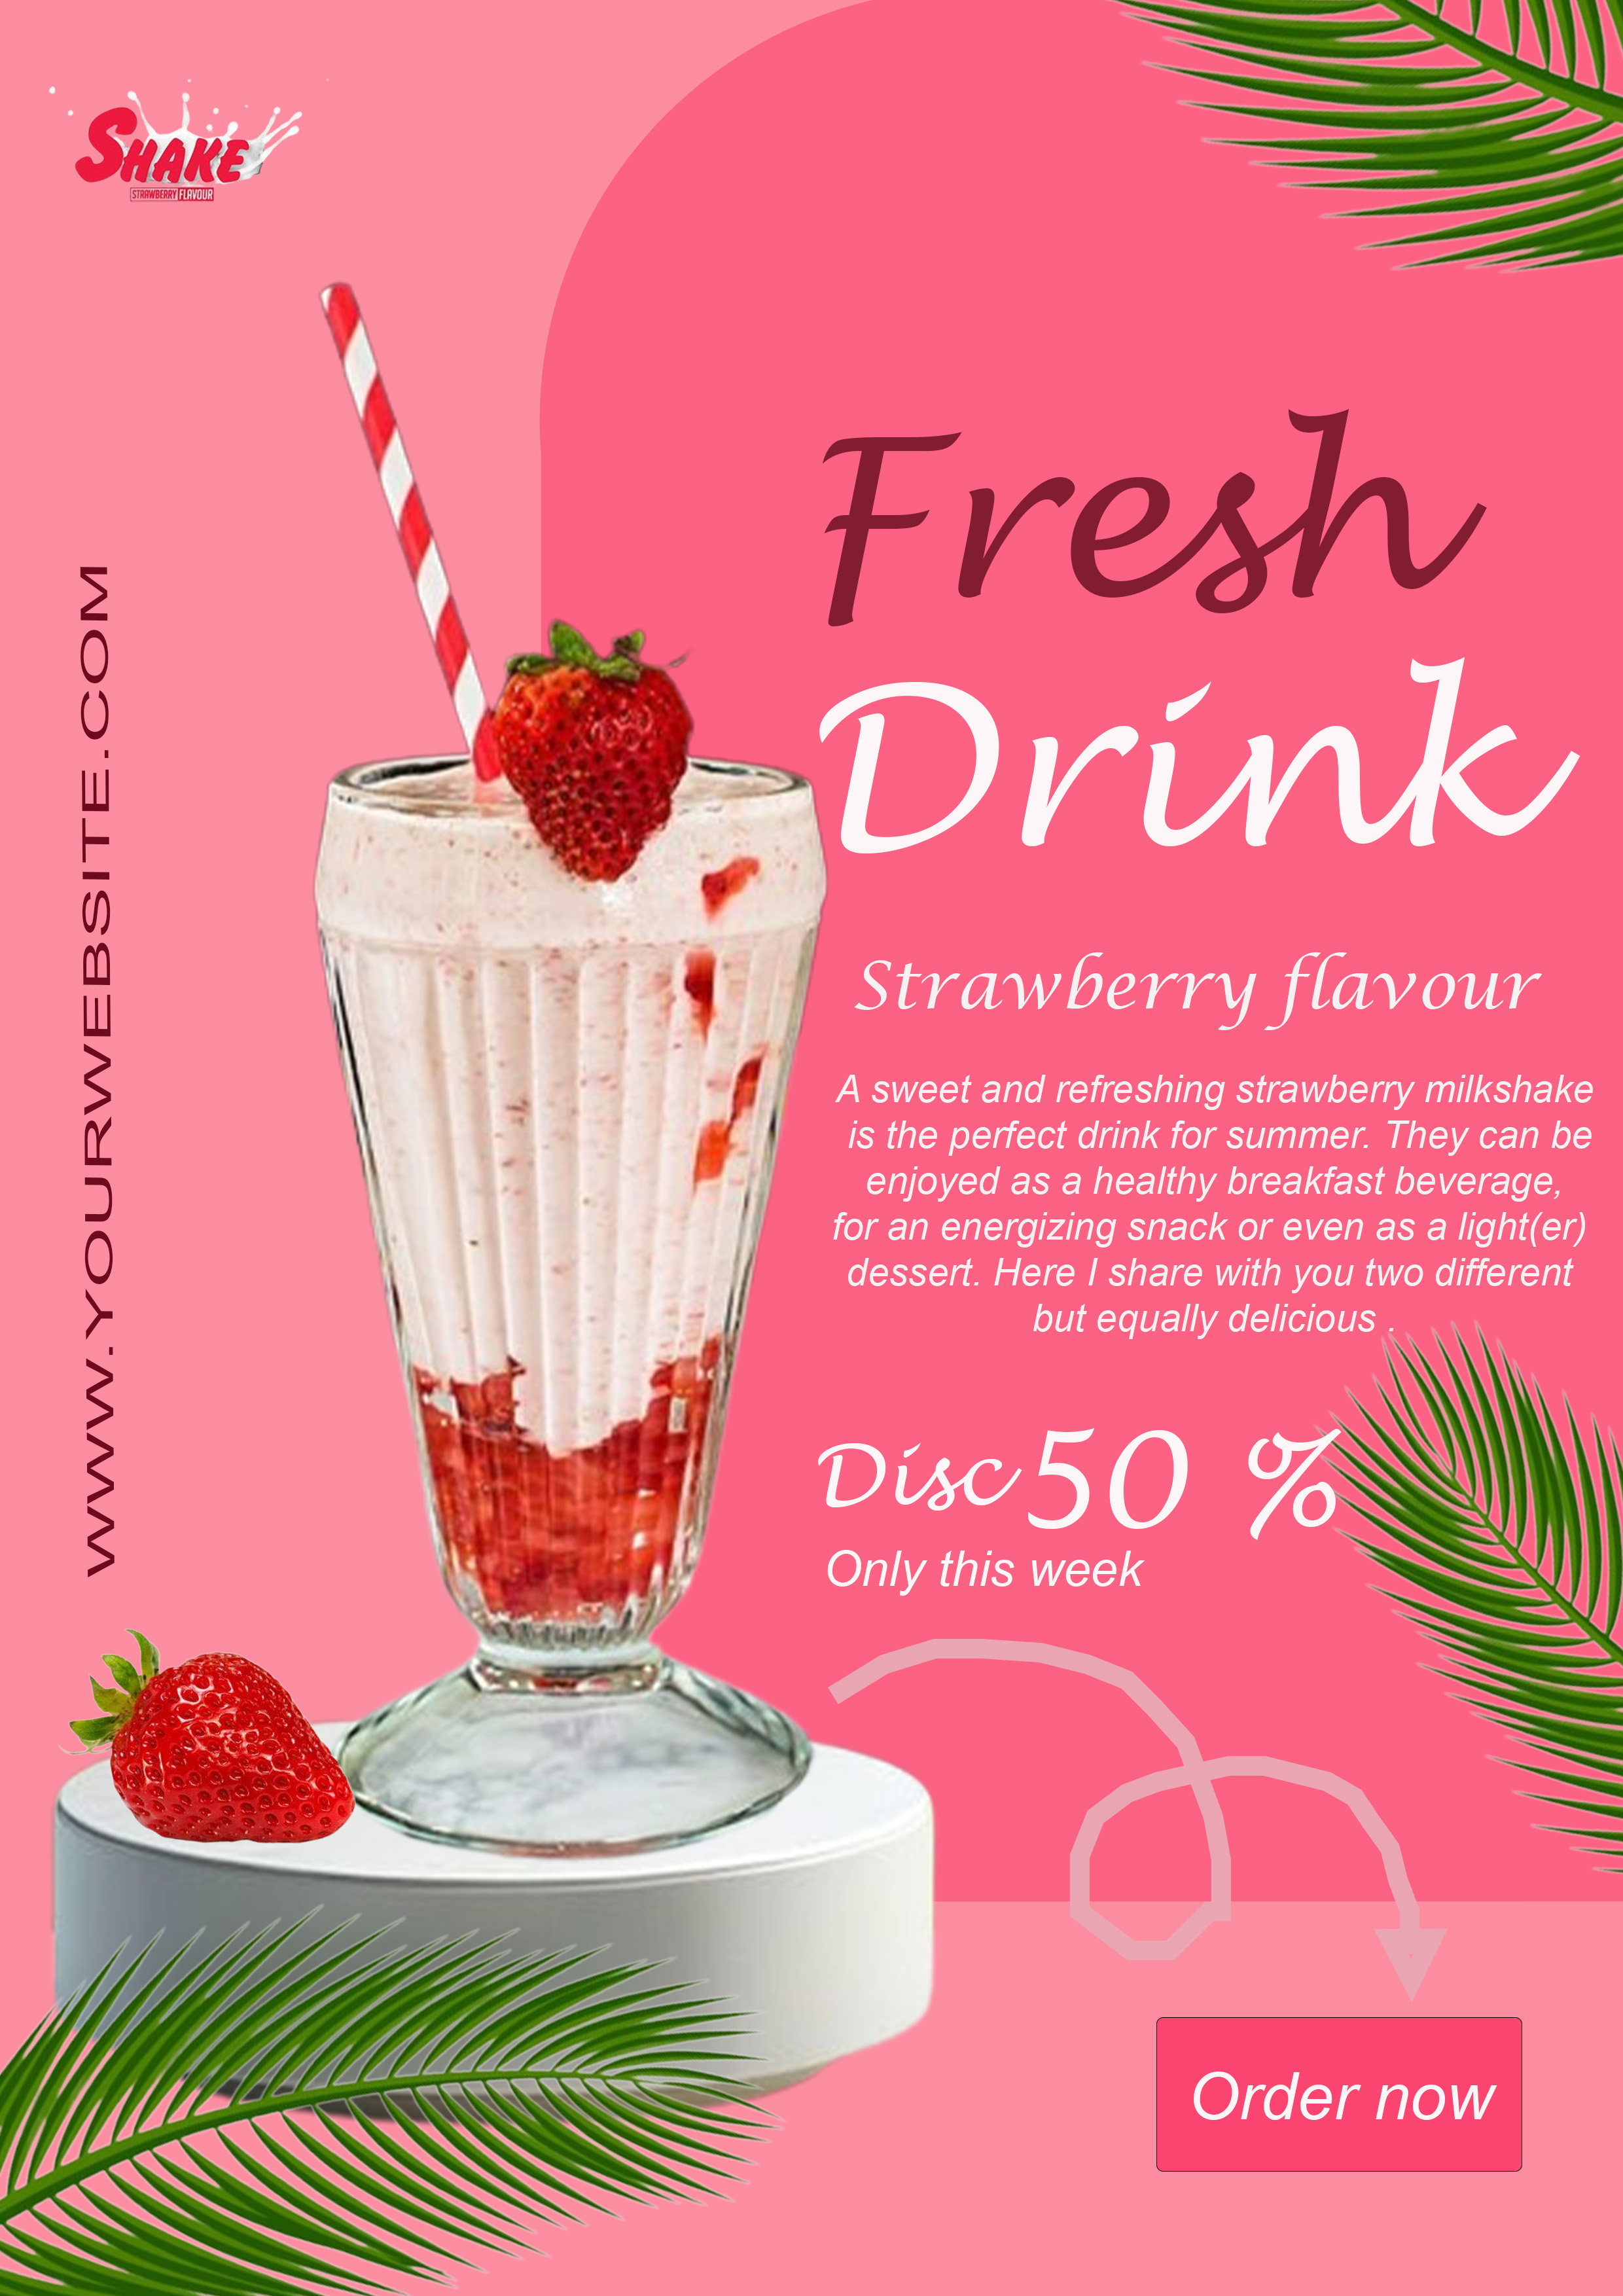 SHAKE
STRAWBERRY FLAVOUR
WWW.YOURWEBSITE.COM
Fresh
Drink
Strawberry flavour
A sweet and refreshing strawberry milkshake
is the perfect drink for summer. They can be
enjoyed as a healthy breakfast beverage,
for an energizing snack or even as a light(er)
dessert. Here I share with you two different
but equally delicious .
Disc 50 %
Only this week
Order now